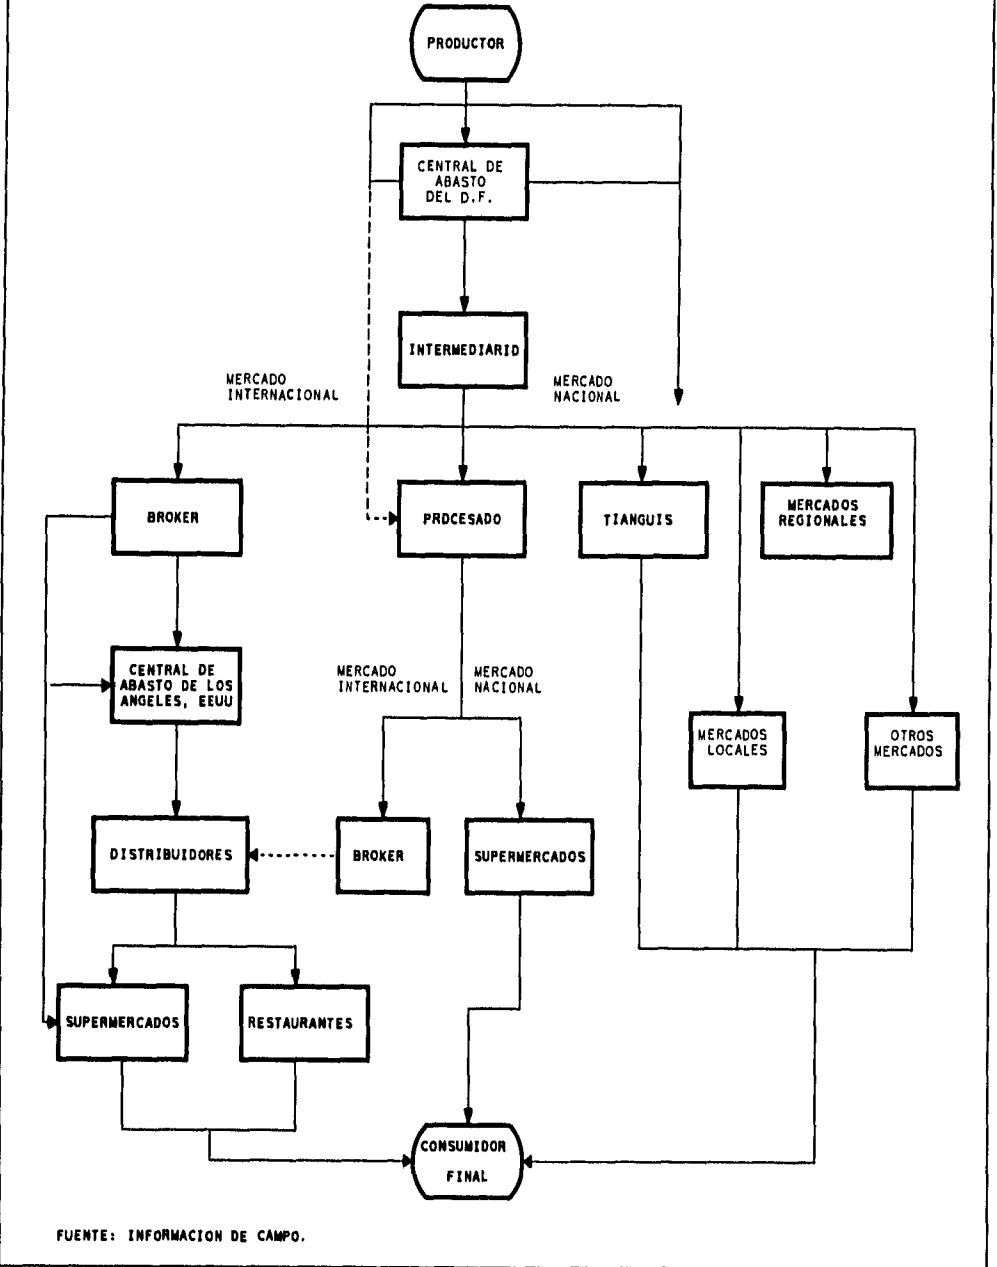 PRODUCTOR
CENTRAL DE
ABASTO
DEL D.F.
INTERMEDIARIO
MERCADO
INTERNACIONAL
MERCADO
NACIONAL
BROKER
PROCESADO
TIANGUIS
MERCADOS
REGIONALES
CENTRAL DE
ABASTO DE LOS
ANGELES, EEUU
MERCADO
INTERNACIONAL
MERCADO
NACIONAL
MERCADOS
LOCALES
OTROS
MERCADOS
DISTRIBUIDORES
BROKER
SUPERMERCADOS
SUPERMERCADOS
RESTAURANTES
CONSUMIDOR
FINAL
FUENTE: INFORMACION DE CAMPO.